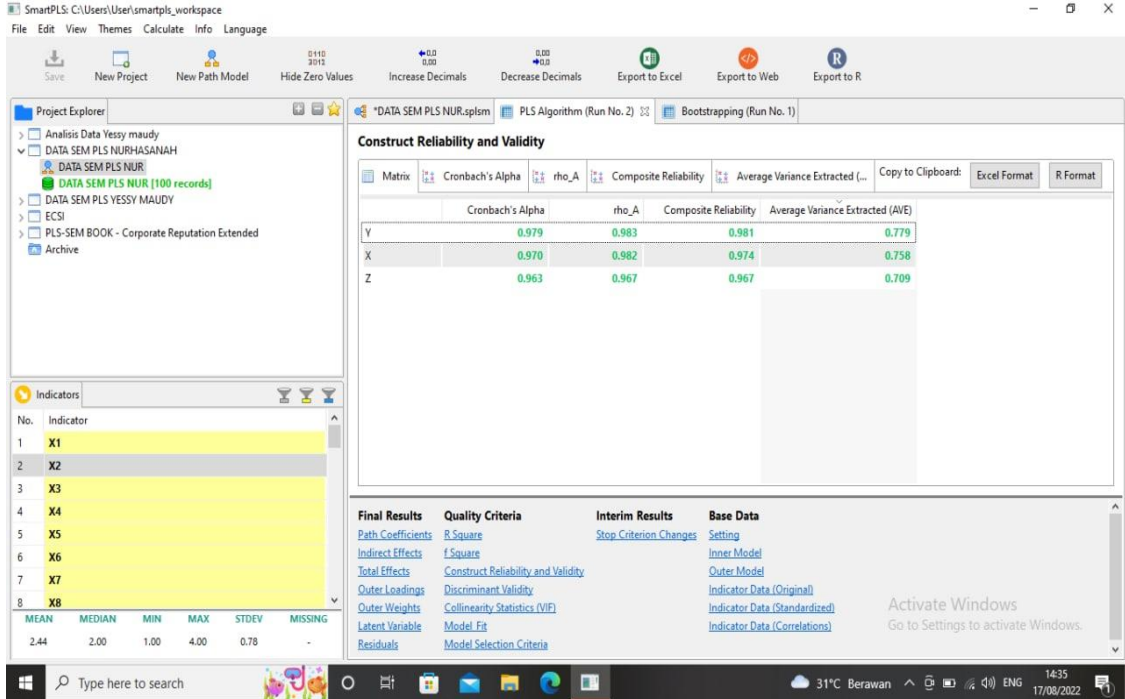 SmartPLS: C:\Users\User\smartpls_workspace
File Edit View Themes Calculate Info Language
Save New Project New Path Model Hide Zero Values Increase Decimals Decrease Decimals Export to Excel Export to Web Export to R
Project Explorer
Analisis Data Yessy maudy
DATA SEM PLS NURHASANAH
DATA SEM PLS NUR
DATA SEM PLS NUR [100 records]
DATA SEM PLS YESSY MAUDY
ECSI
PLS-SEM BOOK - Corporate Reputation Extended
Archive
Indicators
No. Indicator
1 X1
2 X2
3 X3
4 X4
5 X5
6 X6
7 X7
8 X8
MEAN MEDIAN MIN MAX STDEV MISSING
2.44 2.00 1.00 4.00 0.78 -
*DATA SEM PLS NUR.splsm PLS Algorithm (Run No. 2) Bootstrapping (Run No. 1)
Construct Reliability and Validity
Matrix Cronbach's Alpha rho_A Composite Reliability Average Variance Extracted (... Copy to Clipboard: Excel Format R Format
Cronbach's Alpha rho_A Composite Reliability Average Variance Extracted (AVE)
Y 0.979 0.983 0.981 0.779
X 0.970 0.982 0.974 0.758
Z 0.963 0.967 0.967 0.709
Final Results Quality Criteria Interim Results Base Data
Path Coefficients R Square Stop Criterion Changes Setting
Indirect Effects f Square Inner Model
Total Effects Construct Reliability and Validity Outer Model
Outer Loadings Discriminant Validity Indicator Data (Original)
Outer Weights Collinearity Statistics (VIF) Indicator Data (Standardized)
Latent Variable Model Fit Indicator Data (Correlations)
Residuals Model Selection Criteria
Activate Windows
Go to Settings to activate Windows.
Type here to search 31°C Berawan ENG 14:35
17/08/2022